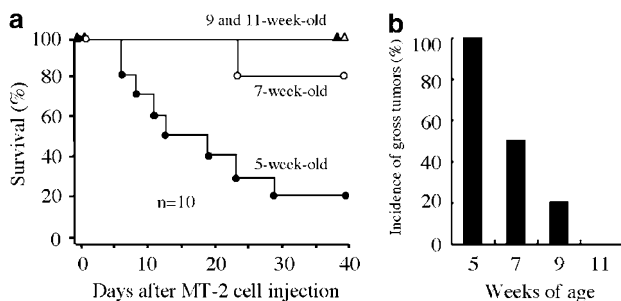 a
Survival (%)
100
80
60
40
20
0
9 and 11-week-old
7-week-old
5-week-old
n=10
0 10 20 30 40
Days after MT-2 cell injection
b
Incidence of gross tumors (%)
100
80
60
40
20
0
5 7 9 11
Weeks of age